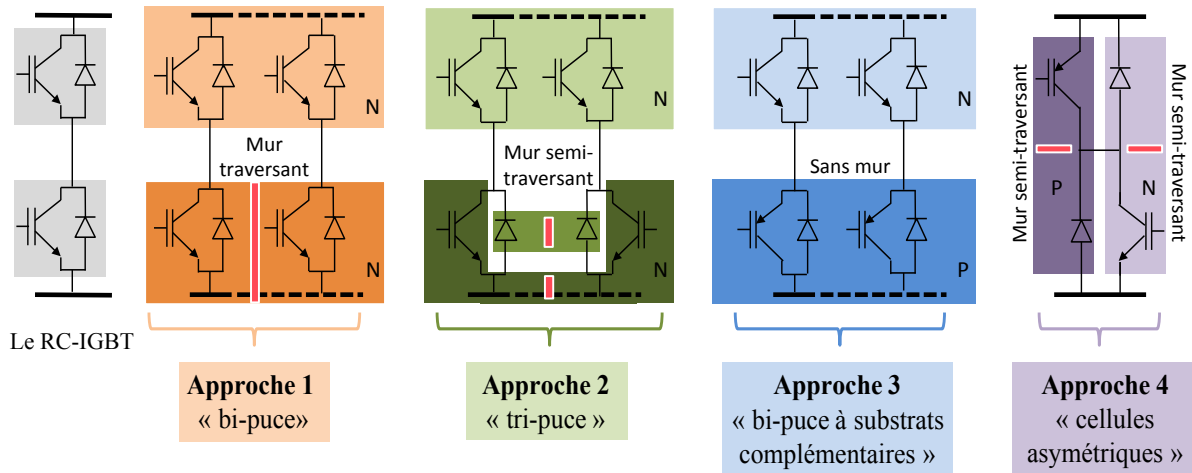 N
Mur
traversant
N
N
Mur semi-
traversant
N
N
Sans mur
P
Mur semi-traversant
P
N
Mur semi-traversant
Le RC-IGBT
Approche 1
« bi-puce»
Approche 2
« tri-puce »
Approche 3
« bi-puce à substrats
complémentaires »
Approche 4
« cellules
asymétriques »